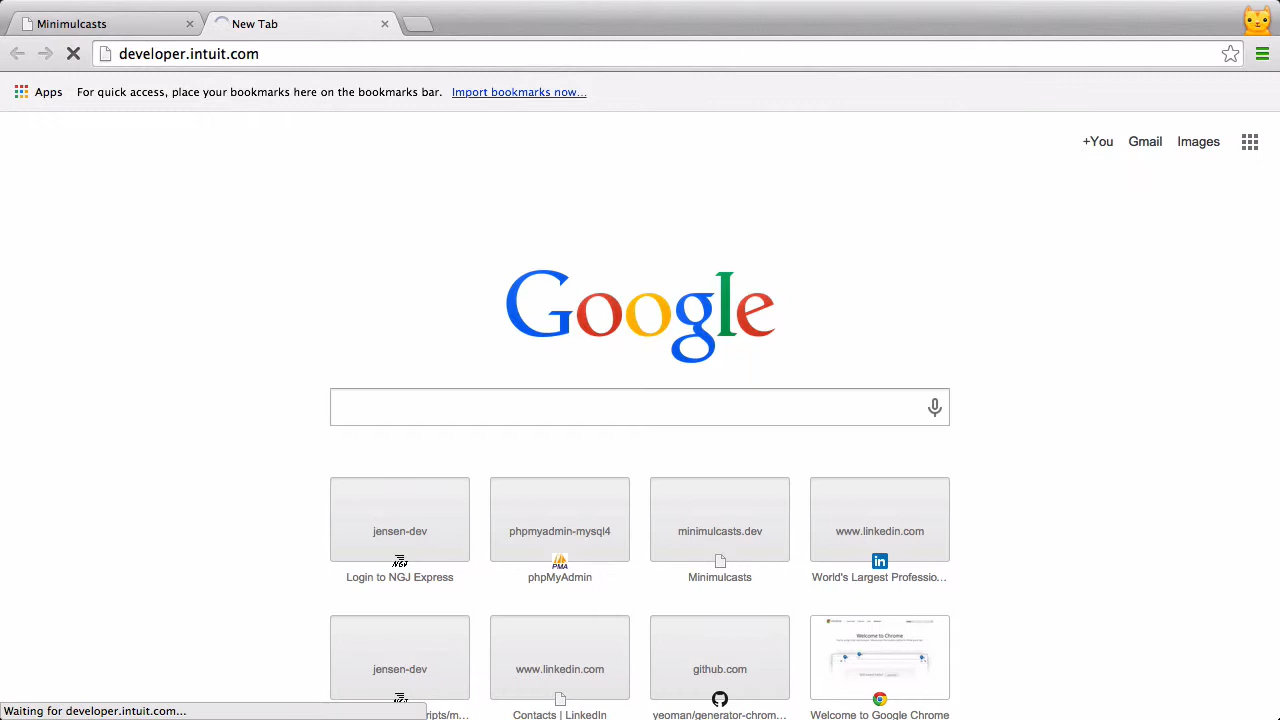 Minimulcasts
New Tab
developer.intuit.com
Apps For quick access, place your bookmarks here on the bookmarks bar. Import bookmarks now...
+You Gmail Images
Google
jensen-dev
phpmyadmin-mysql4
minimulcasts.dev
www.linkedin.com
NGJ
PMA
in
Login to NGJ Express
phpMyAdmin
Minimulcasts
World's Largest Professio...
jensen-dev
www.linkedin.com
github.com
Welcome to Chrome
Waiting for developer.intuit.com...
ripts/m...
Contacts | LinkedIn
yeoman/generator-chrom...
Welcome to Google Chrome